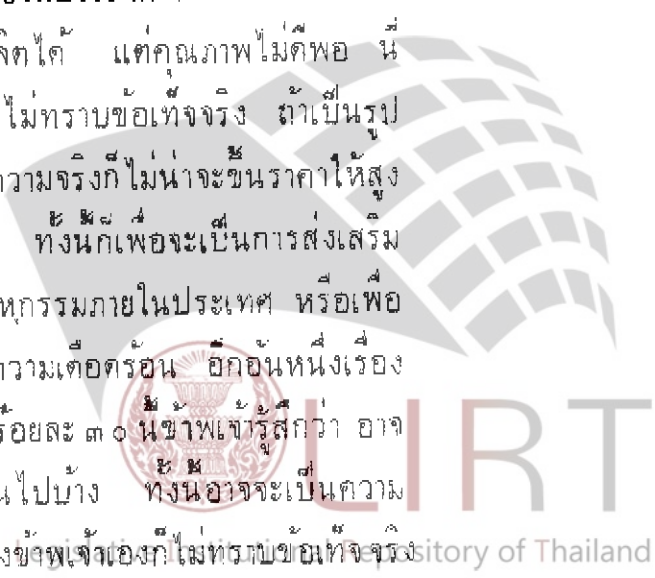 ลิตได้ แต่คุณภาพไม่ดีพอ นี่
ไม่ทราบข้อเท็จจริง ถ้าเป็นรูป
วามจริงก็ไม่น่าจะขึ้นราคาให้สูง
ทั้งนี้ก็เพื่อจะเป็นการส่งเสริม
หกรรมภายในประเทศ หรือเพื่อ
วามเดือดร้อน อีกอันหนึ่งเรื่อง
ร้อยละ ๓๐ นี้ข้าพเจ้ารู้สึกว่า อาจ
นไปบ้าง ทั้งนี้อาจจะเป็นความ
งข้าพเจ้าเองก็ไม่ทราบข้อเท็จจริง
LIRT
Legislative Institutional Repository of Thailand